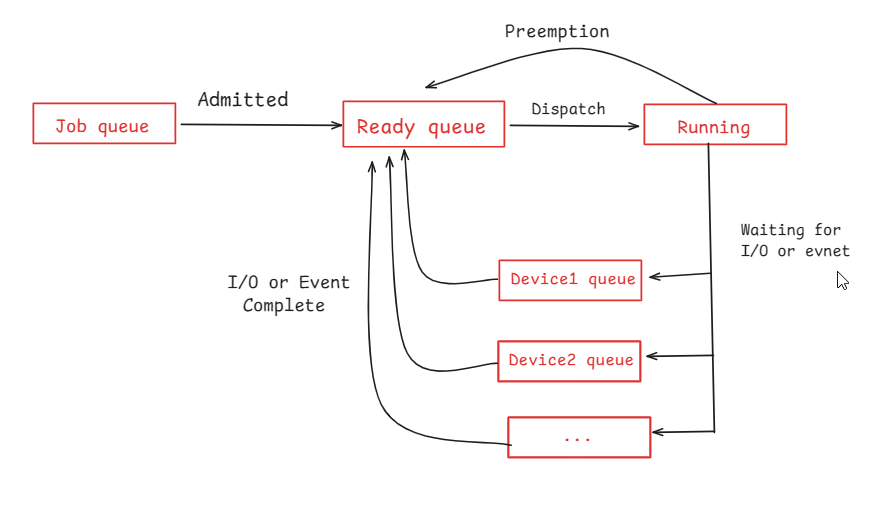 Preemption
Admitted
Dispatch
Job queue
Ready queue
Running
Waiting for
I/O or evnet
I/O or Event
Complete
Device1 queue
Device2 queue
...